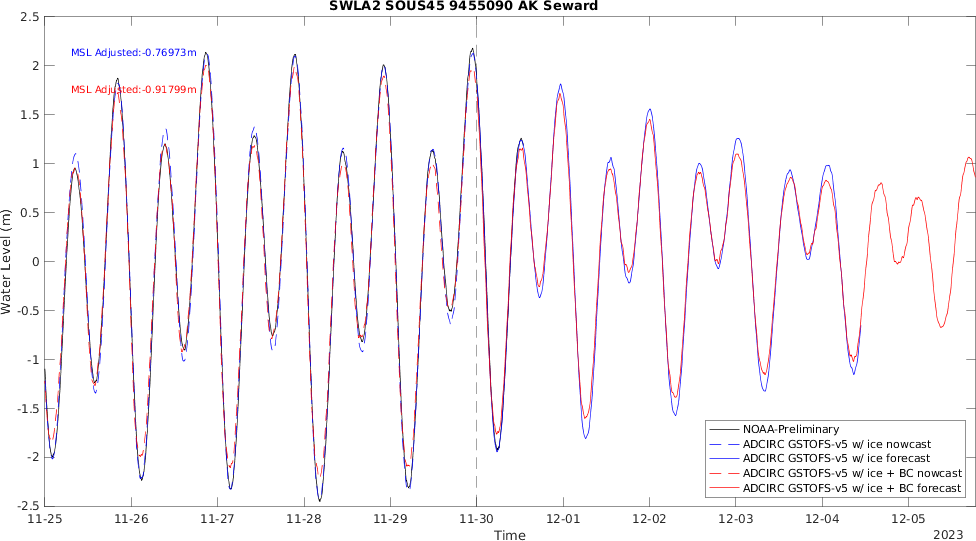 SWLA2 SOUS45 9455090 AK Seward
2.5
2
1.5
1
0.5
0
-0.5
-1
-1.5
-2
-2.5
Water Level (m)
MSL Adjusted:-0.76973m
MSL Adjusted:-0.91799m
NOAA-Preliminary
ADCIRC GSTOFS-v5 w/ ice nowcast
ADCIRC GSTOFS-v5 w/ ice forecast
ADCIRC GSTOFS-v5 w/ ice + BC nowcast
ADCIRC GSTOFS-v5 w/ ice + BC forecast
11-25 11-26 11-27 11-28 11-29 11-30 12-01 12-02 12-03 12-04 12-05
Time
2023